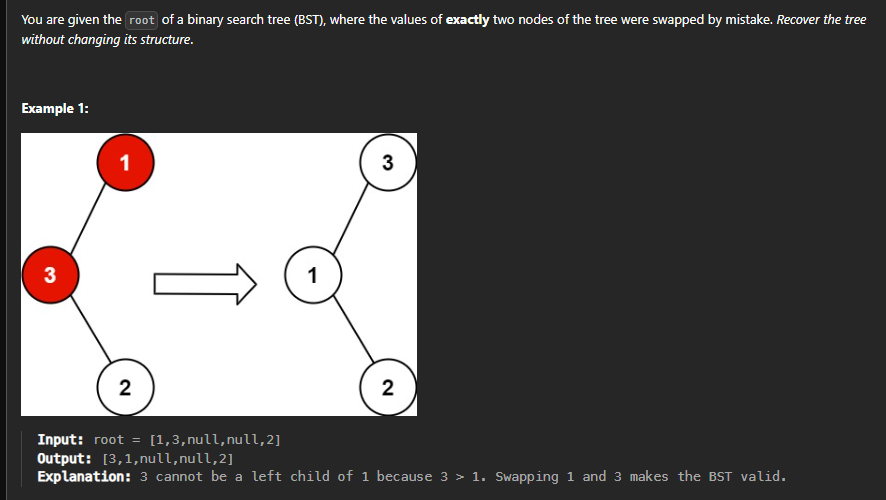 You are given the root of a binary search tree (BST), where the values of exactly two nodes of the tree were swapped by mistake. Recover the tree
without changing its structure.
Example 1:
1
3
3
1
2
2
Input: root = [1,3,null,null,2]
Output: [3,1,null,null,2]
Explanation: 3 cannot be a left child of 1 because 3 > 1. Swapping 1 and 3 makes the BST valid.